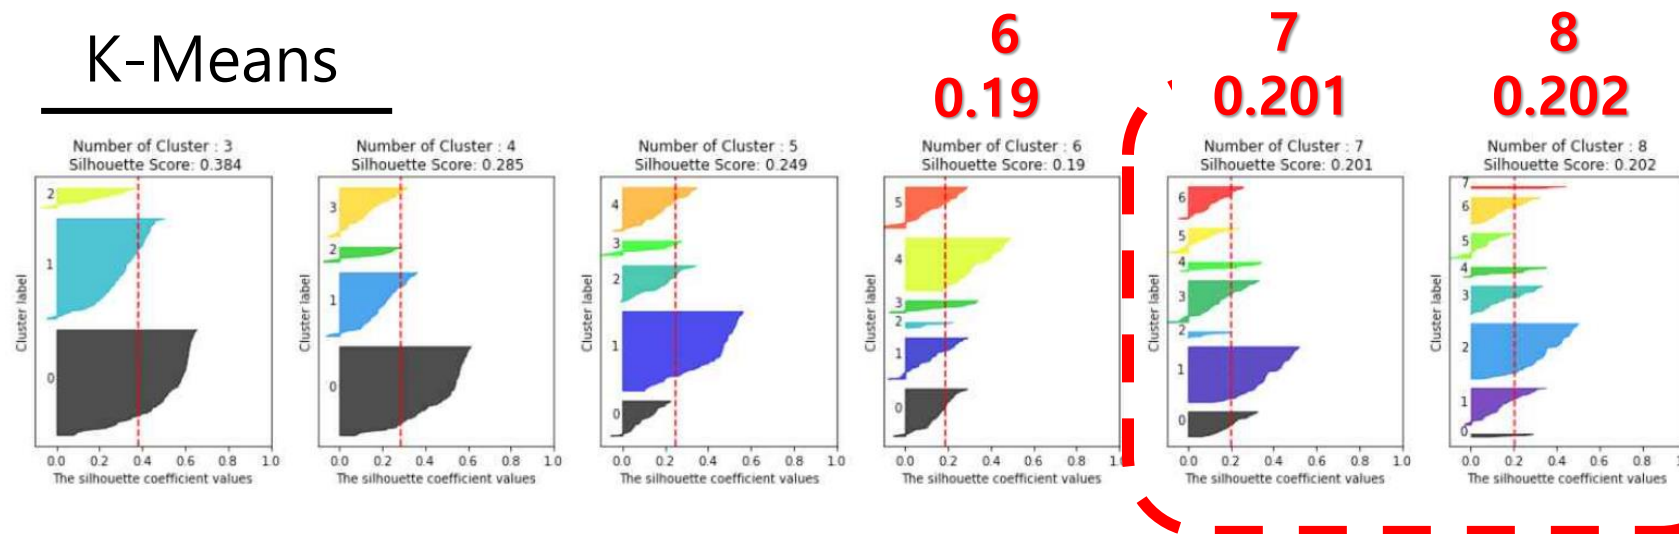 K-Means
6
0.19
7
0.201
8
0.202
Number of Cluster : 3
Silhouette Score: 0.384
Cluster label
2
1
0
0.0 0.2 0.4 0.6 0.8 1.0
The silhouette coefficient values
Number of Cluster : 4
Silhouette Score: 0.285
Cluster label
3
2
1
0
0.0 0.2 0.4 0.6 0.8 1.0
The silhouette coefficient values
Number of Cluster : 5
Silhouette Score: 0.249
Cluster label
4
3
2
1
0
0.0 0.2 0.4 0.6 0.8 1.0
The silhouette coefficient values
Number of Cluster : 6
Silhouette Score: 0.19
Cluster label
5
4
3
2
1
0
0.0 0.2 0.4 0.6 0.8 1.0
The silhouette coefficient values
Number of Cluster : 7
Silhouette Score: 0.201
Cluster label
6
5
4
3
2
1
0
0.0 0.2 0.4 0.6 0.8 1.0
The silhouette coefficient values
Number of Cluster : 8
Silhouette Score: 0.202
Cluster label
7
6
5
4
3
2
1
0
0.0 0.2 0.4 0.6 0.8
The silhouette coefficient values